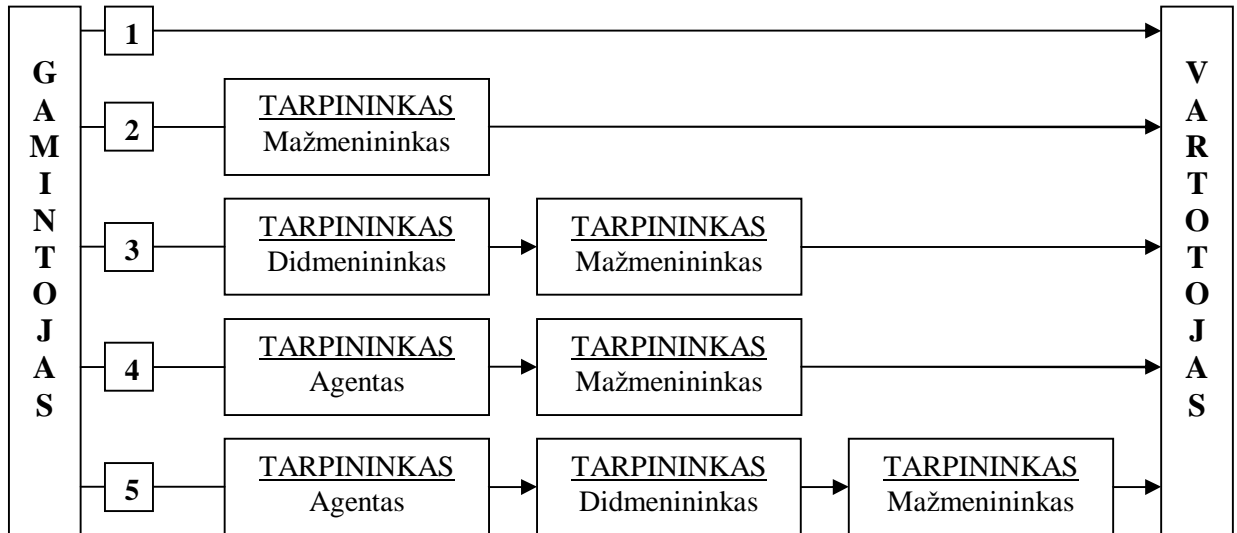 GAMINTOJAS
1
2
TARPININKAS
Mažmenininkas
3
TARPININKAS
Didmenininkas
TARPININKAS
Mažmenininkas
4
TARPININKAS
Agentas
TARPININKAS
Mažmenininkas
5
TARPININKAS
Agentas
TARPININKAS
Didmenininkas
TARPININKAS
Mažmenininkas
VARTOTOJAS